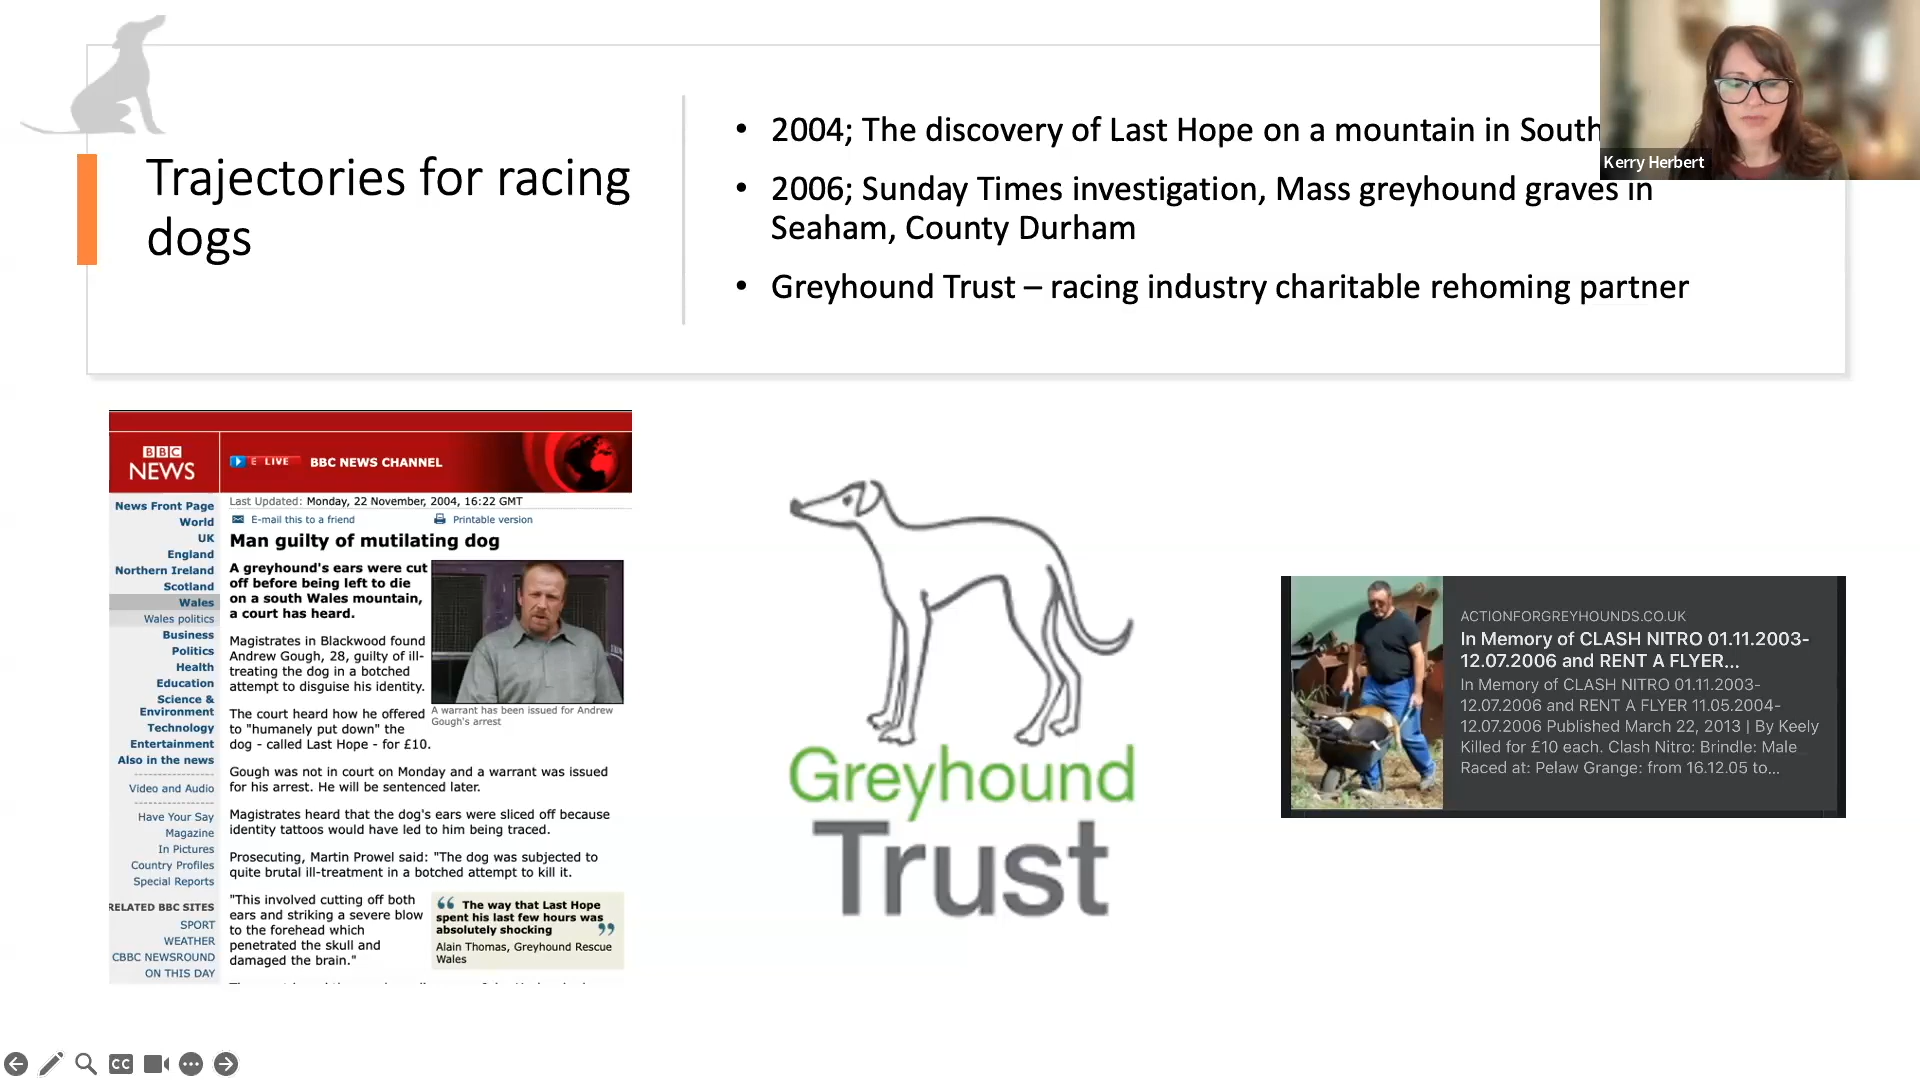 Trajectories for racing
dogs
• 2004; The discovery of Last Hope on a mountain in South
• 2006; Sunday Times investigation, Mass greyhound graves in
Seaham, County Durham
• Greyhound Trust – racing industry charitable rehoming partner
Kerry Herbert
BBC
NEWS
LIVE BBC NEWS CHANNEL
News Front Page
World
UK
England
Northern Ireland
Scotland
Wales
Wales politics
Business
Politics
Health
Education
Science &
Environment
Technology
Entertainment
Also in the news
Video and Audio
Have Your Say
Magazine
In Pictures
Country Profiles
Special Reports
RELATED BBC SITES
SPORT
WEATHER
CBBC NEWSROUND
ON THIS DAY
Last Updated: Monday, 22 November, 2004, 16:22 GMT
E-mail this to a friend Printable version
Man guilty of mutilating dog
A greyhound's ears were cut
off before being left to die
on a south Wales mountain,
a court has heard.
Magistrates in Blackwood found
Andrew Gough, 28, guilty of ill-
treating the dog in a botched
attempt to disguise his identity.
A warrant has been issued for Andrew
Gough's arrest
The court heard how he offered
to "humanely put down" the
dog - called Last Hope - for £10.
Gough was not in court on Monday and a warrant was issued
for his arrest. He will be sentenced later.
Magistrates heard that the dog's ears were sliced off because
identity tattoos would have led to him being traced.
Prosecuting, Martin Prowel said: "The dog was subjected to
quite brutal ill-treatment in a botched attempt to kill it.
"This involved cutting off both
ears and striking a severe blow
to the forehead which
penetrated the skull and
damaged the brain."
“ The way that Last Hope
spent his last few hours was
absolutely shocking ”
Alain Thomas, Greyhound Rescue
Wales
Greyhound
Trust
ACTIONFORGREYHOUNDS.CO.UK
In Memory of CLASH NITRO 01.11.2003-
12.07.2006 and RENT A FLYER...
In Memory of CLASH NITRO 01.11.2003-
12.07.2006 and RENT A FLYER 11.05.2004-
12.07.2006 Published March 22, 2013 | By Keely
Killed for £10 each. Clash Nitro: Brindle: Male
Raced at: Pelaw Grange: from 16.12.05 to...
CC